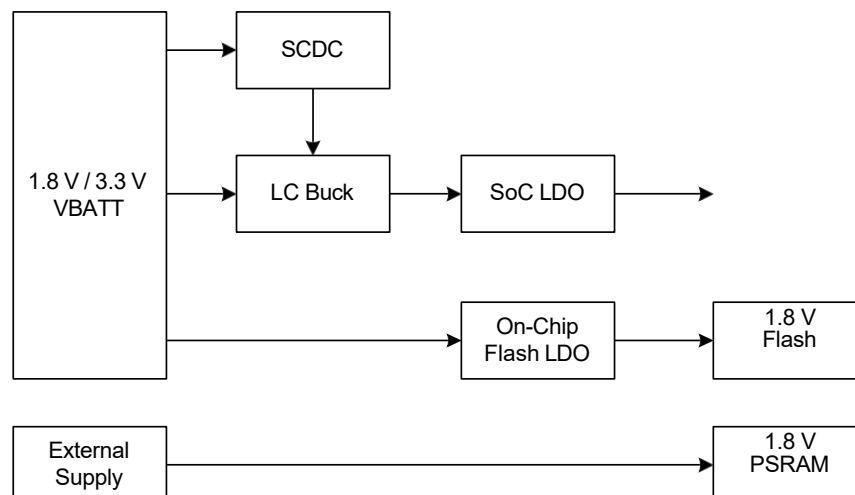 SCDC
1.8 V / 3.3 V
VBATT
LC Buck
SoC LDO
On-Chip
Flash LDO
1.8 V
Flash
External
Supply
1.8 V
PSRAM